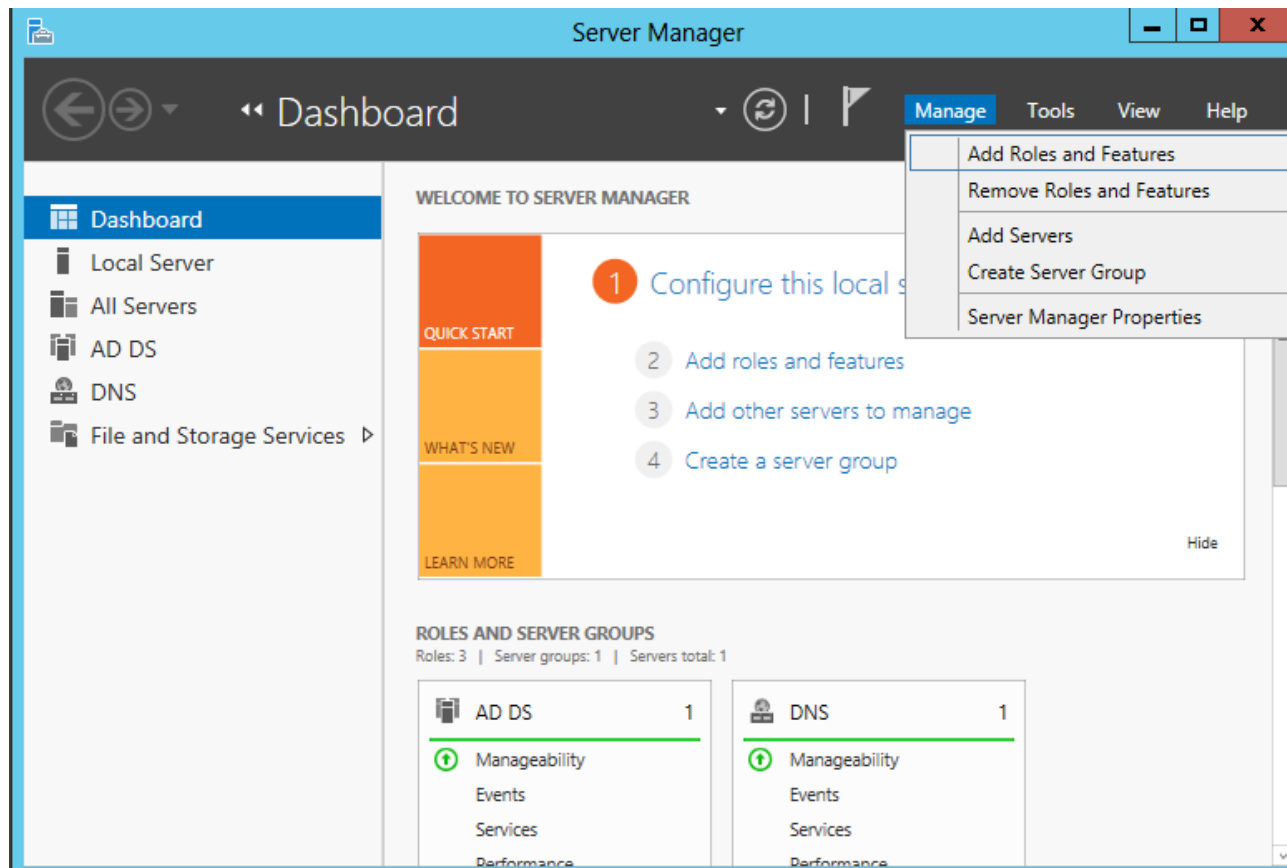 Server Manager
Dashboard
Manage Tools View Help
Add Roles and Features
Remove Roles and Features
Add Servers
Create Server Group
Server Manager Properties
Dashboard
Local Server
All Servers
AD DS
DNS
File and Storage Services
WELCOME TO SERVER MANAGER
QUICK START
WHAT'S NEW
LEARN MORE
1 Configure this local s
2 Add roles and features
3 Add other servers to manage
4 Create a server group
Hide
ROLES AND SERVER GROUPS
Roles: 3 | Server groups: 1 | Servers total: 1
AD DS 1
Manageability
Events
Services
Performance
DNS 1
Manageability
Events
Services
Performance